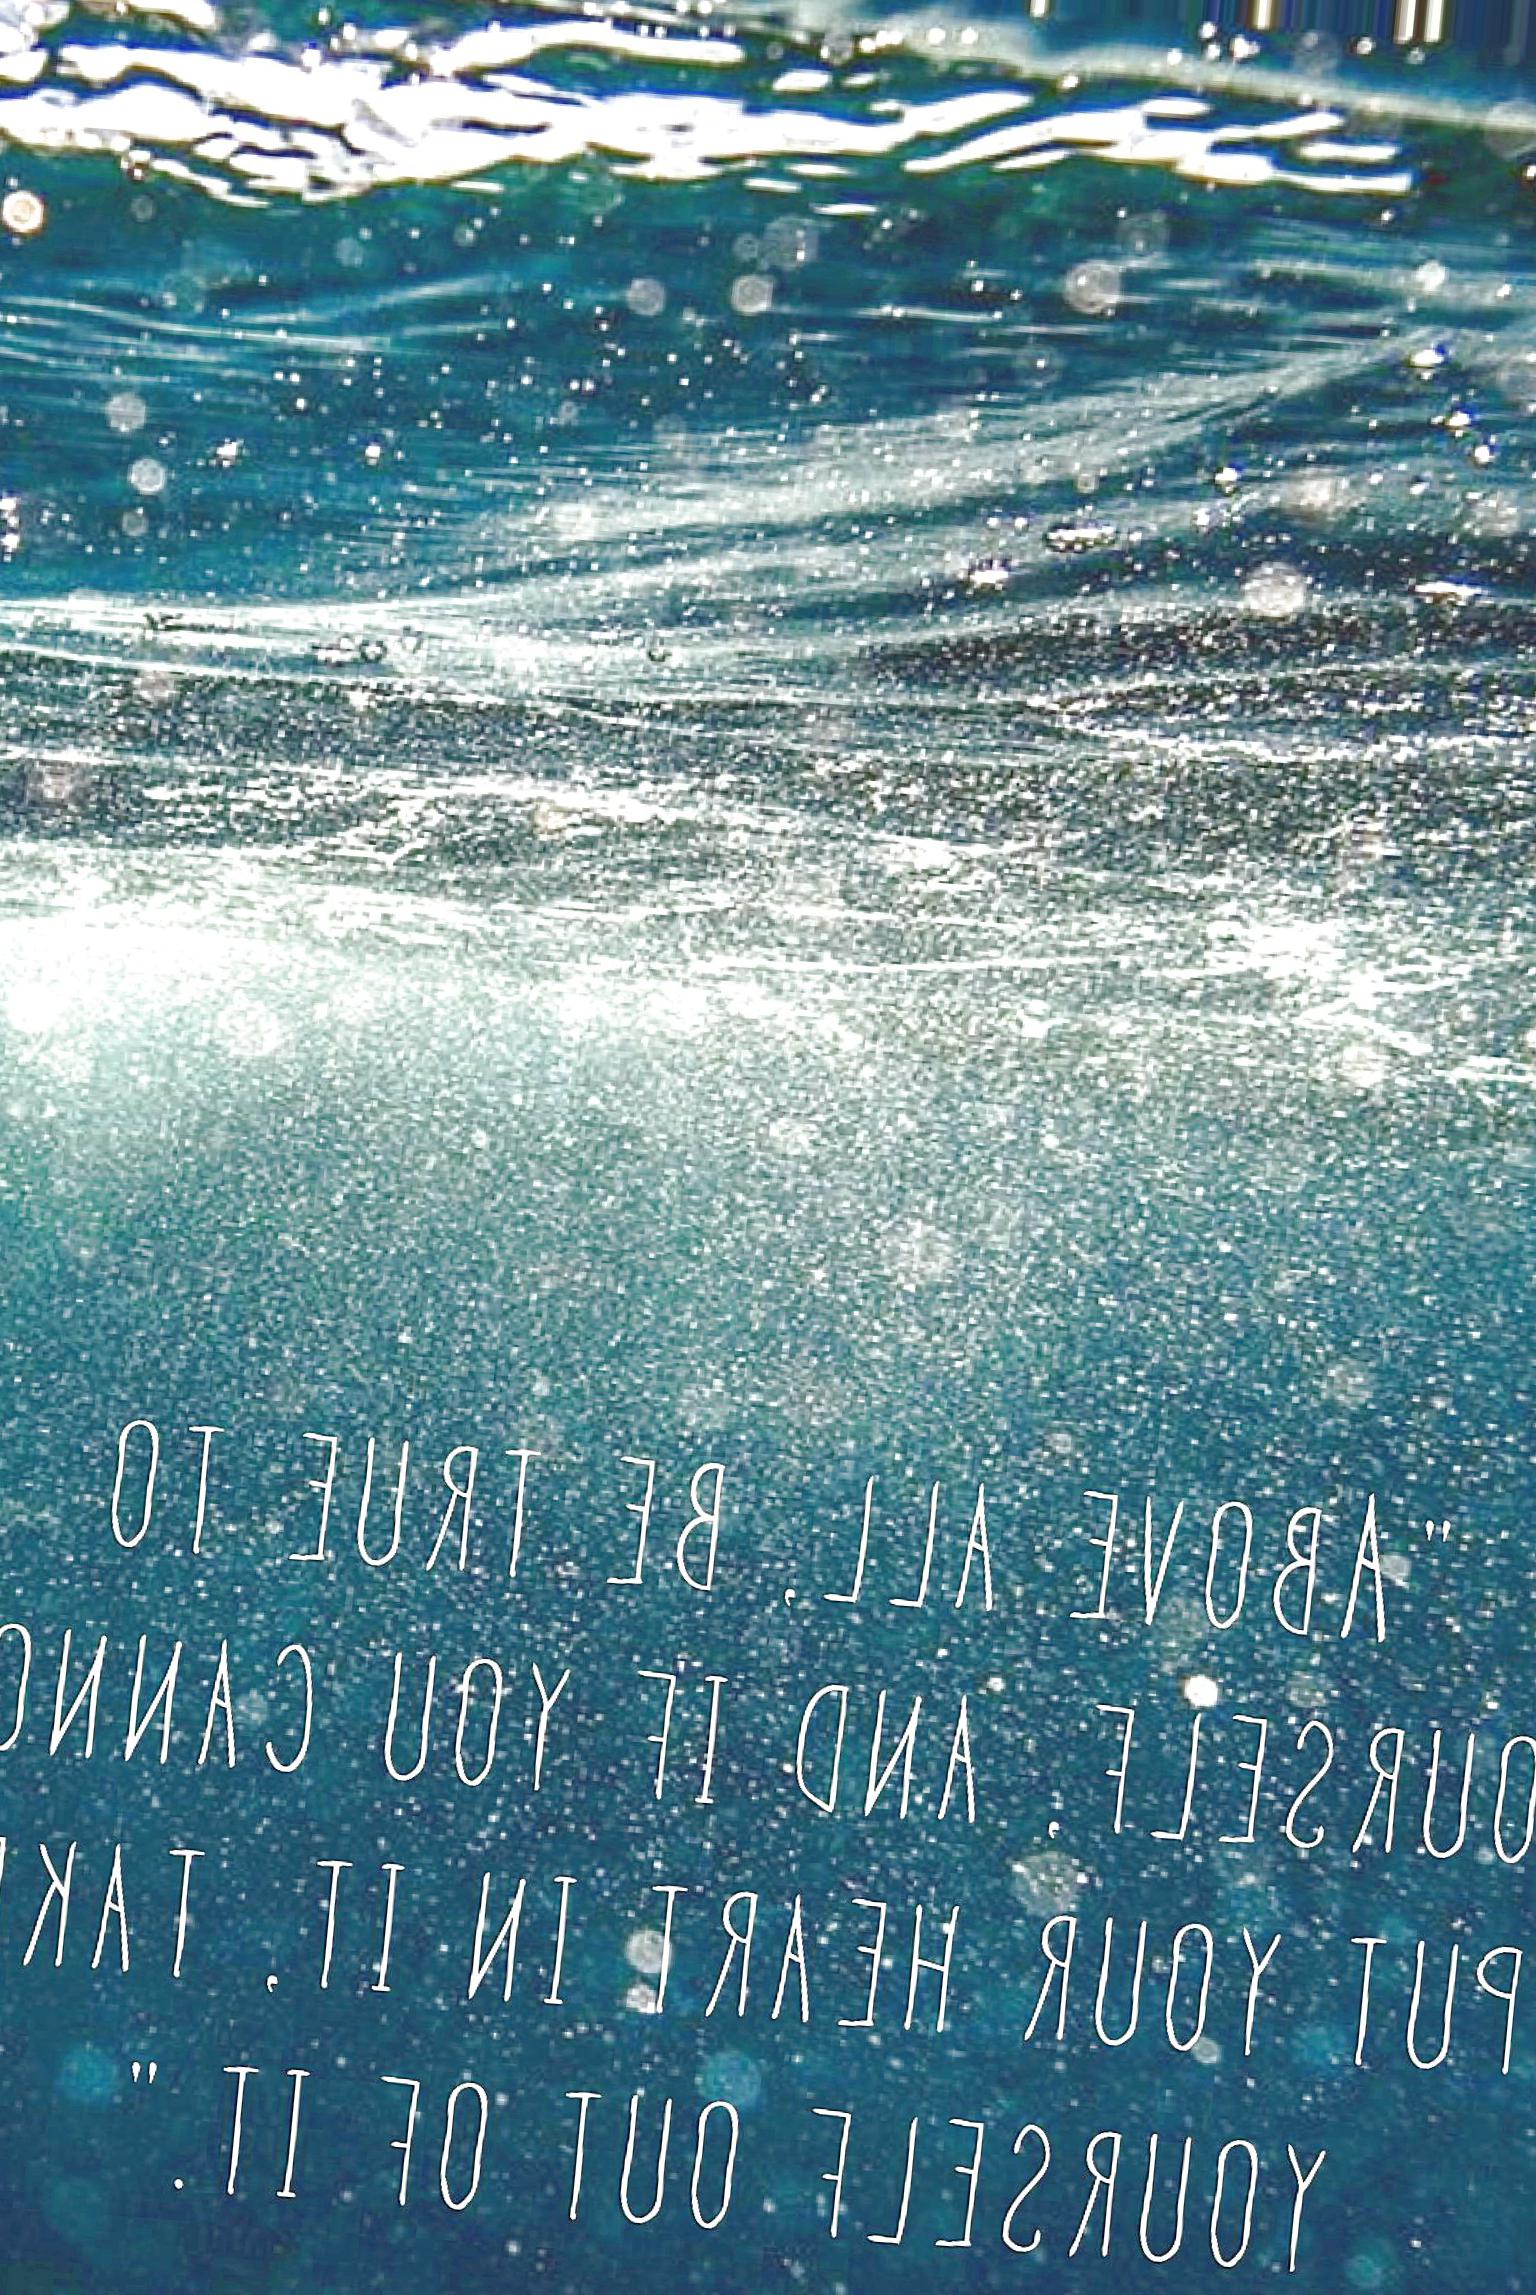 "ABOVE ALL, BE TRUE TO
OURSELF, AND IF YOU CANNO
PUT YOUR HEART IN IT, TAK
YOURSELF OUT OF IT."